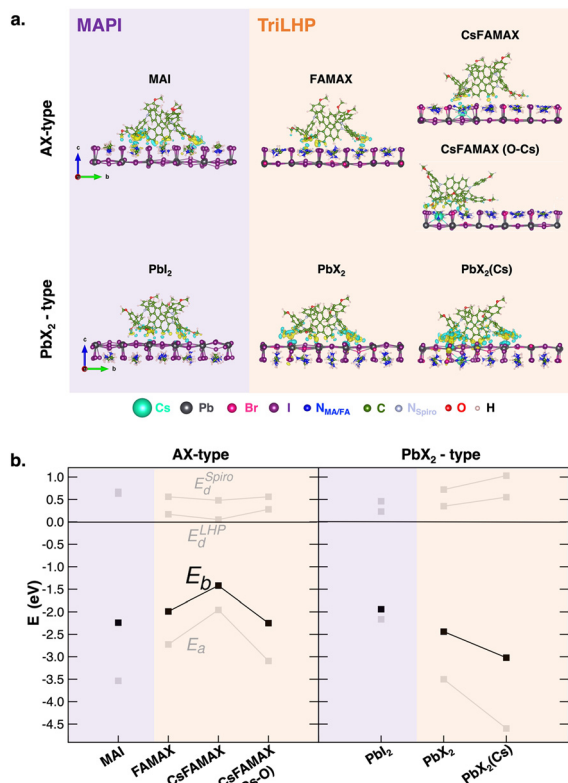 a.
MAPI
TriLHP
AX-type
MAI
FAMAX
CsFAMAX
CsFAMAX (O-Cs)
c
b
PbX2 - type
PbI2
PbX2
PbX2(Cs)
c
b
Cs Pb Br I NMA/FA C NSpiro O H
b.
AX-type
PbX2 - type
E (eV)
1.0
0.5
0.0
-0.5
-1.0
-1.5
-2.0
-2.5
-3.0
-3.5
-4.0
-4.5
EdSpiro
EdLHP
Eb
Ea
MAI
FAMAX
CsFAMAX
CsFAMAX
PbI2
PbX2
PbX2(Cs)